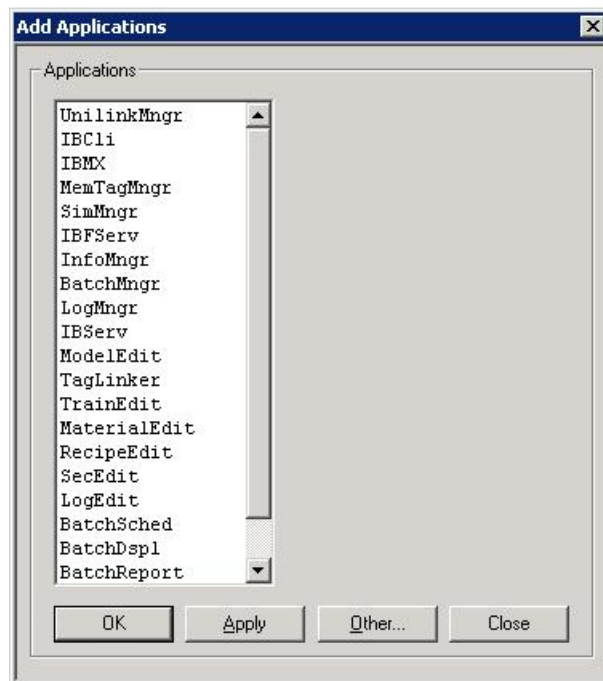 Add Applications
Applications
UnilinkMngr
IBCli
IBMX
MemTagMngr
SimMngr
IBFServ
InfoMngr
BatchMngr
LogMngr
IBServ
ModelEdit
TagLinker
TrainEdit
MaterialEdit
RecipeEdit
SecEdit
LogEdit
BatchSched
BatchDspl
BatchReport
OK Apply Other... Close